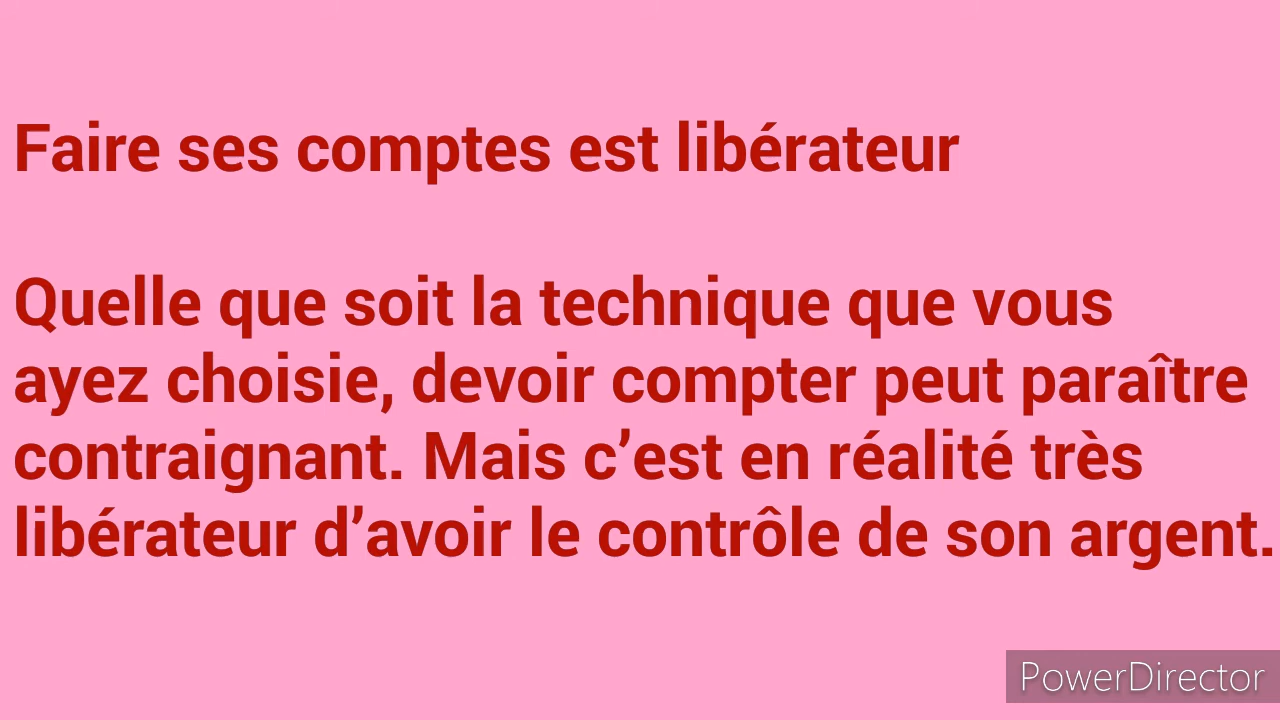 Faire ses comptes est libérateur
Quelle que soit la technique que vous
ayez choisie, devoir compter peut paraître
contraignant. Mais c’est en réalité très
libérateur d’avoir le contrôle de son argent.
PowerDirector